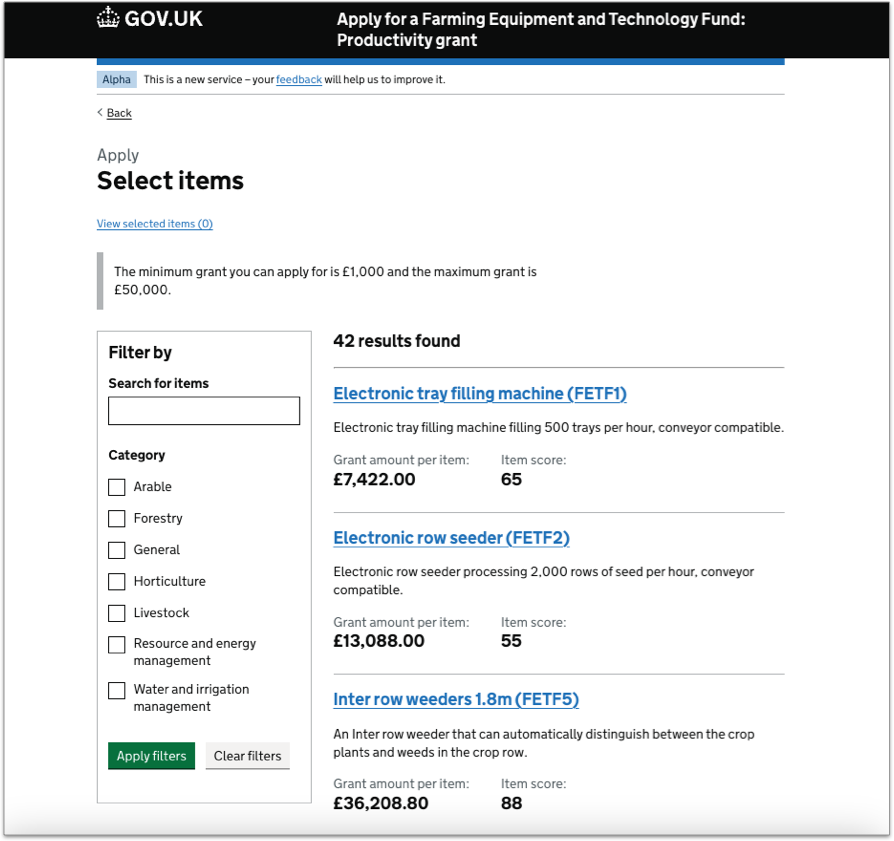 GOV.UK
Apply for a Farming Equipment and Technology Fund:
Productivity grant
Alpha
This is a new service – your feedback will help us to improve it.
Back
Apply
Select items
View selected items (0)
The minimum grant you can apply for is £1,000 and the maximum grant is
£50,000.
Filter by
Search for items
Category
Arable
Forestry
General
Horticulture
Livestock
Resource and energy
management
Water and irrigation
management
Apply filters
Clear filters
42 results found
Electronic tray filling machine (FETF1)
Electronic tray filling machine filling 500 trays per hour, conveyor compatible.
Grant amount per item:
Item score:
£7,422.00
65
Electronic row seeder (FETF2)
Electronic row seeder processing 2,000 rows of seed per hour, conveyor
compatible.
Grant amount per item:
Item score:
£13,088.00
55
Inter row weeders 1.8m (FETF5)
An Inter row weeder that can automatically distinguish between the crop
plants and weeds in the crop row.
Grant amount per item:
Item score:
£36,208.80
88